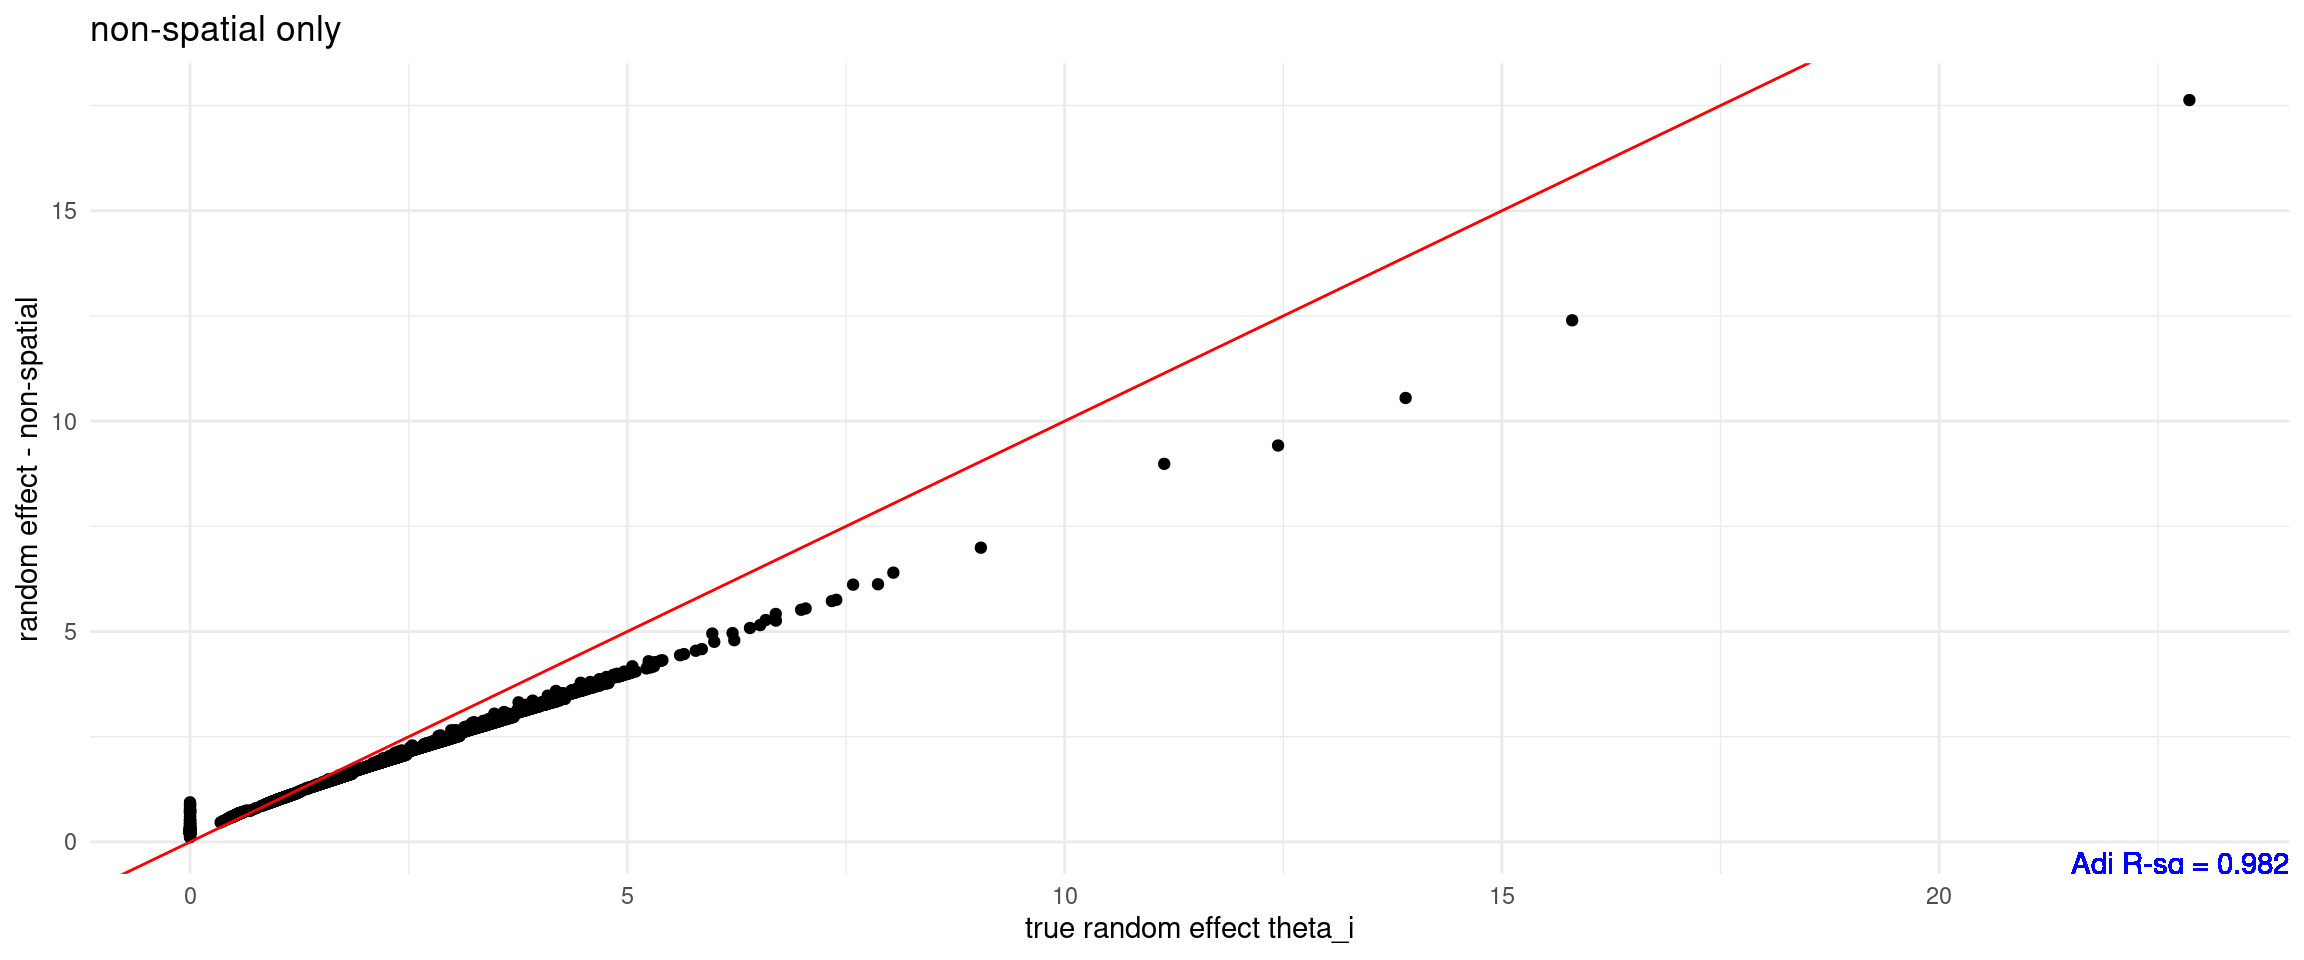 non-spatial only
random effect - non-spatial
15
10
5
0
0
5
10
15
20
Adj R-sq = 0.982
true random effect theta_i